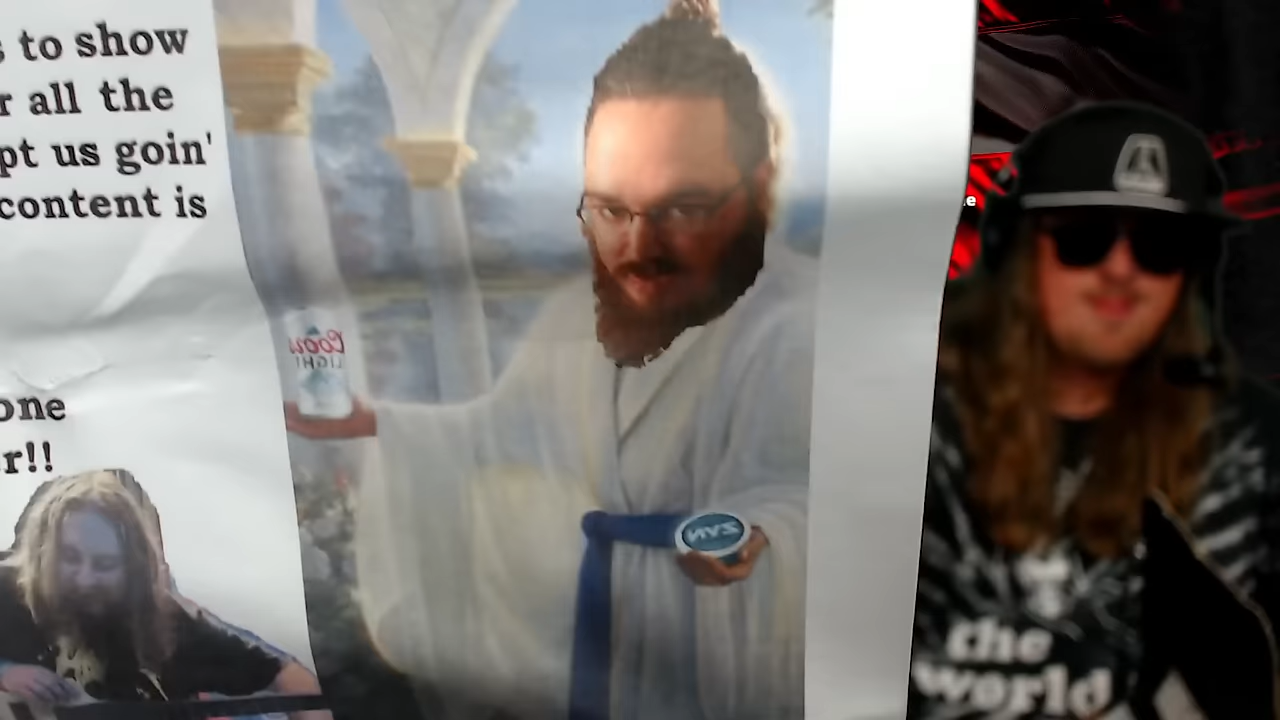 s to show
r all the
pt us goin'
content is
one
r!!
Coors
LIGHT
ZYN
e
the
world